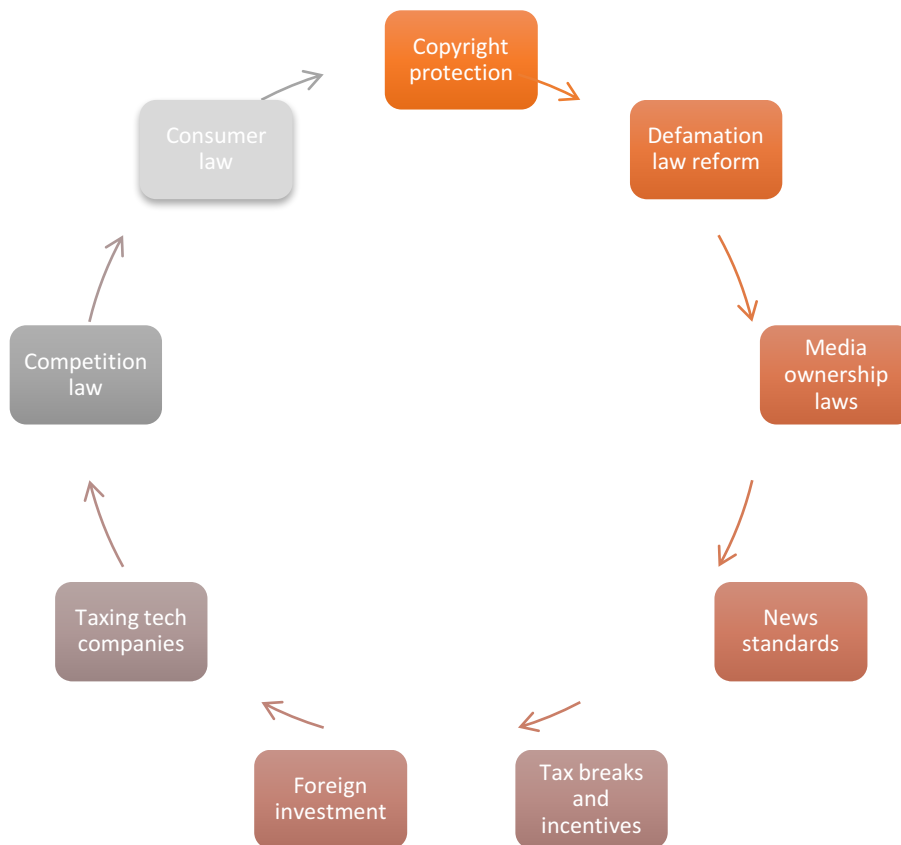 Copyright
protection
Defamation
law reform
Media
ownership
laws
News
standards
Tax breaks
and
incentives
Foreign
investment
Taxing tech
companies
Competition
law
Consumer
law